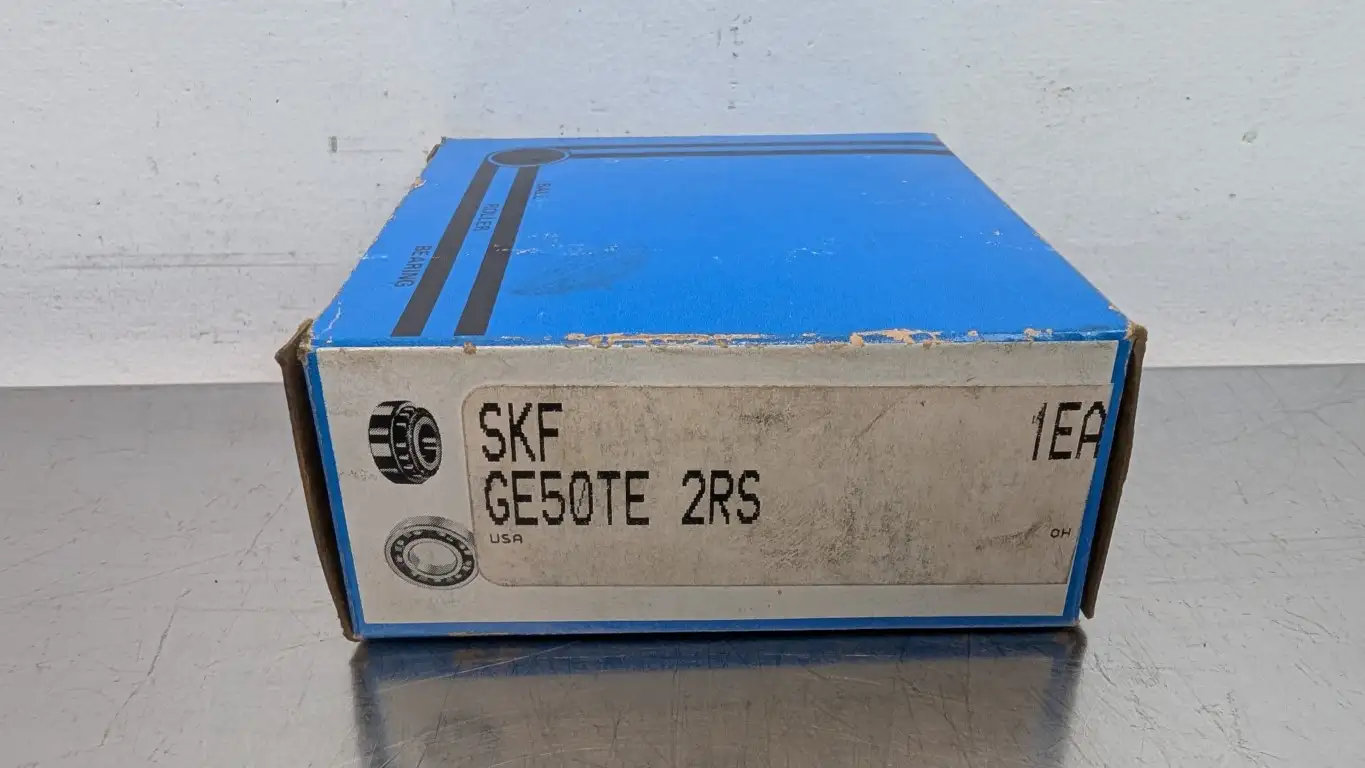 BALL
ROLLER
BEARING
SKF 1EA
GE50TE 2RS
USA OH